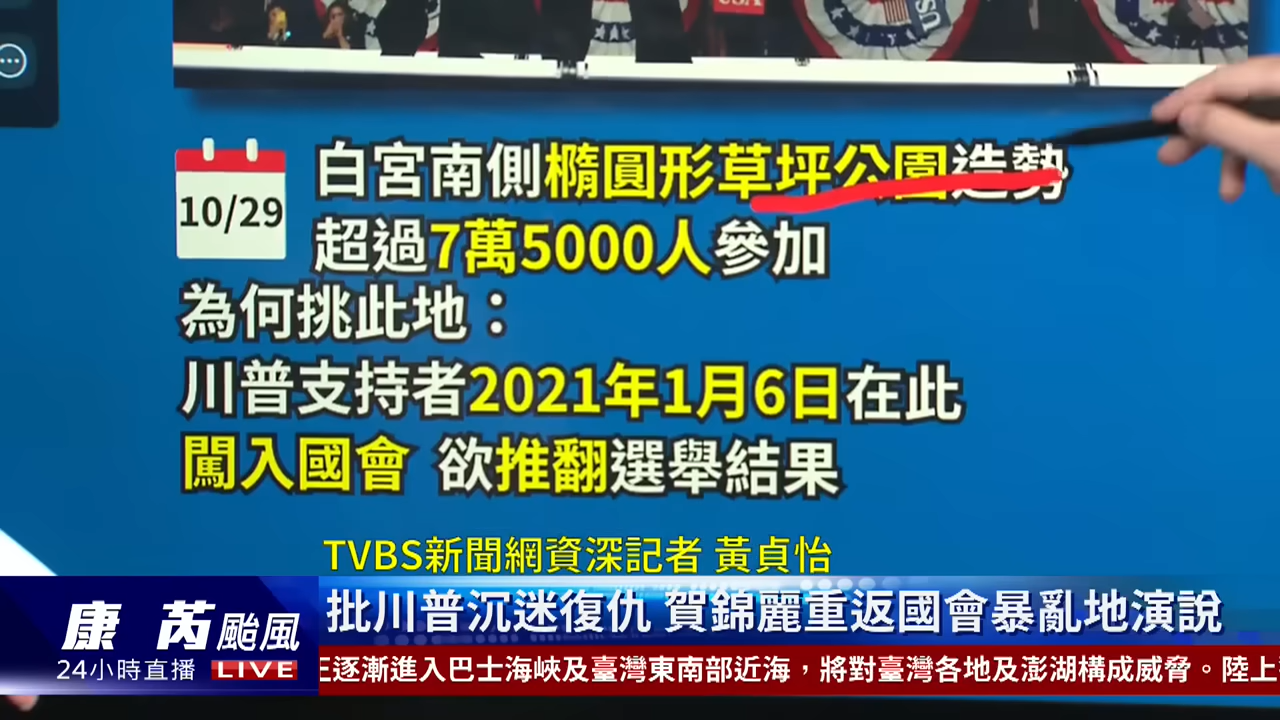 USA
USA
10/29
白宮南側橢圓形草坪公園造勢
超過7萬5000人參加
為何挑此地：
川普支持者2021年1月6日在此
闖入國會 欲推翻選舉結果
TVBS新聞網資深記者 黃貞怡
康芮颱風
24小時直播 LIVE
批川普沉迷復仇 賀錦麗重返國會暴亂地演說
逐漸進入巴士海峽及臺灣東南部近海，將對臺灣各地及澎湖構成威脅。陸上